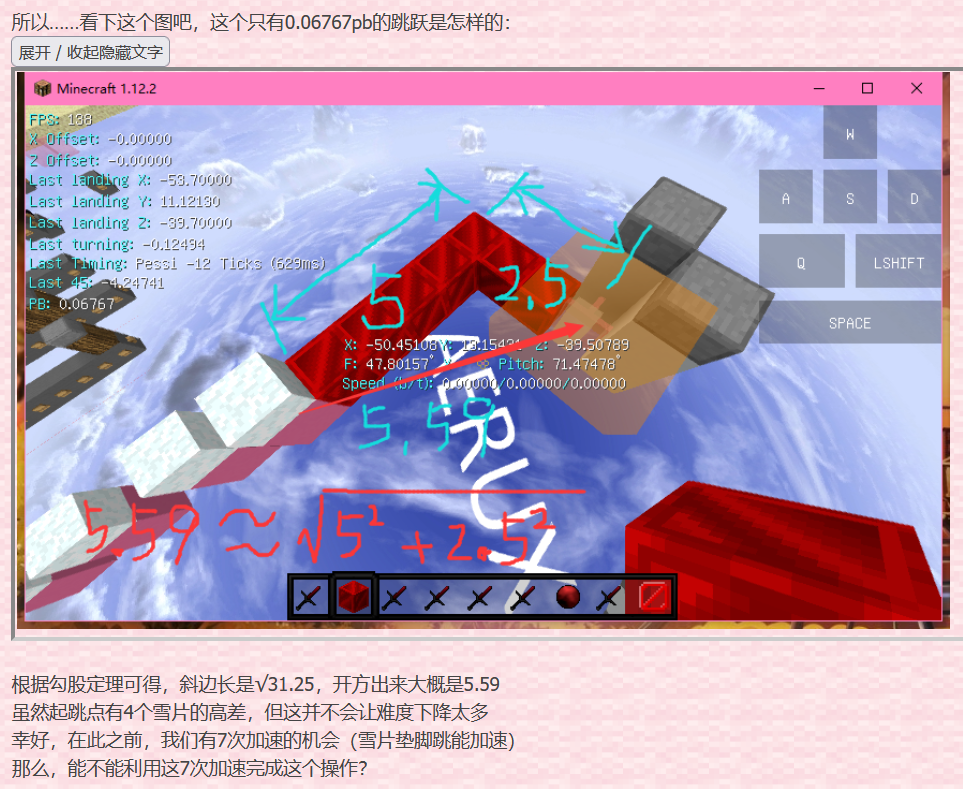 所以......看下这个图吧，这个只有0.06767pb的跳跃是怎样的：
展开 / 收起隐藏文字
Minecraft 1.12.2
FPS: 138
X Offset: -0.00000
Z Offset: -0.00000
Last landing X: -53.70000
Last landing Y: 11.12130
Last landing Z: -39.70000
Last turning: -0.12494
Last Timing: Pessi -12 Ticks (629ms)
Last 45: -4.24741
PB: 0.06767
W
A S D
Q LSHIFT
SPACE
5
2,5
X: -50.45108 Z: -39.50789
F: 47.80157° Pitch: 71.47478°
Speed (b/t): 0.00000/0.00000/0.00000
5,59
5.59≈√5²+2.5²
根据勾股定理可得，斜边长是√31.25，开方出来大概是5.59
虽然起跳点有4个雪片的高差，但这并不会让难度下降太多
幸好，在此之前，我们有7次加速的机会（雪片垫脚跳能加速）
那么，能不能利用这7次加速完成这个操作？